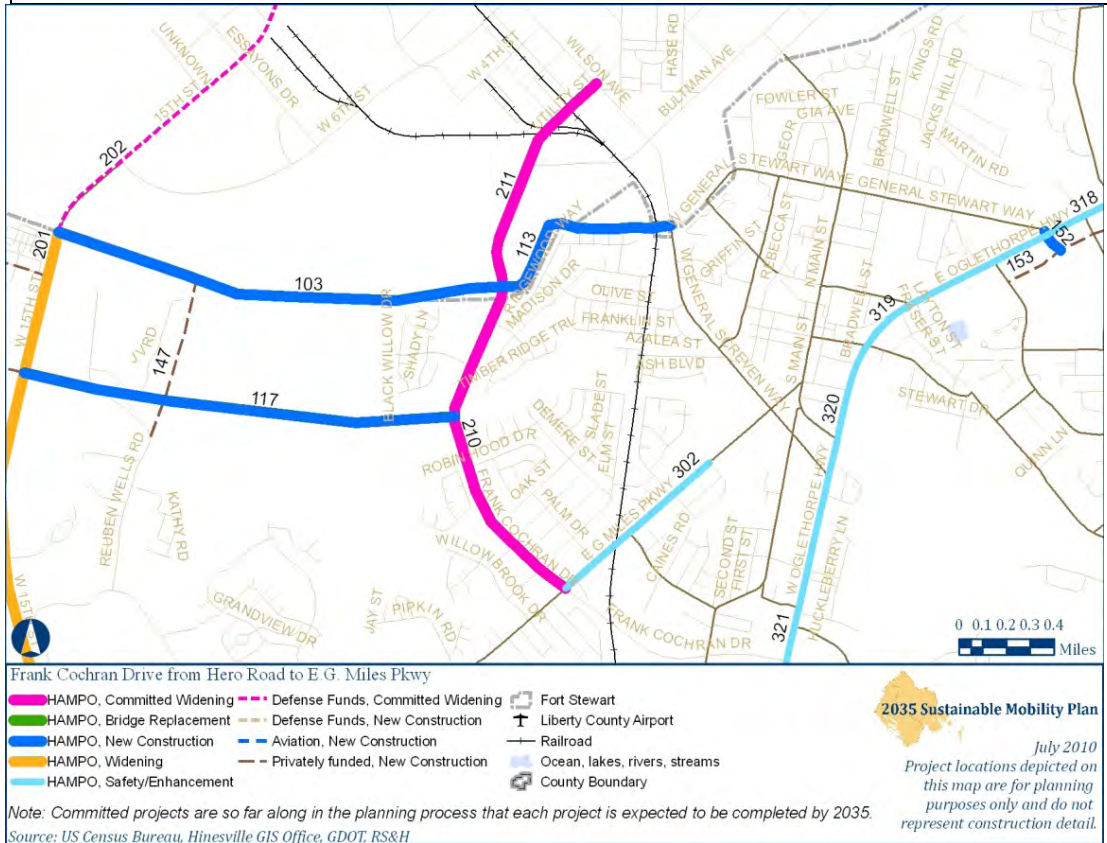 UNKNOWN
ESSAYONS DR
15TH ST
202
W 6TH ST
W 4TH ST
UTILITY ST
WILSON AVE
HASE RD
BULTMAN AVE
FOWLER ST
GIA AVE
GEOR
BRADWELL ST
KINGS RD
JACKS HILL RD
MARTIN RD
W GENERAL STEWART WAY
E GENERAL STEWART WAY
201
W 15TH ST
103
211
113
RIDGEWOOD WAY
MADISON DR
GRIFFIN ST
REBECCA ST
N MAIN ST
E OGLETHORPE HWY
318
152
153
319
LAYTON ST
FRASER ST
JV RD
147
BLACK WILLOW DR
SHADY LN
TIMBER RIDGE TRL
OLIVE ST
FRANKLIN ST
AZALEA ST
ASH BLVD
W GENERAL SCREVEN WAY
S MAIN ST
BRADWELL ST
320
STEWART DR
QUINN LN
117
210
ROBIN HOOD DR
DEMERE ST
SLADE ST
ELM ST
OAK ST
PALM DR
FRANK COCHRAN DR
302
E.G MILES PKWY
REUBEN WELLS RD
KATHY RD
WILLOW BROOK DR
CAINES RD
SECOND ST
FIRST ST
W OGLETHORPE HWY
HUCKLEBERRY LN
321
W 15TH ST
GRANDVIEW DR
JAY ST
PIPKIN RD
FRANK COCHRAN DR
0 0.1 0.2 0.3 0.4
Miles
Frank Cochran Drive from Hero Road to E.G. Miles Pkwy
HAMPO, Committed Widening
HAMPO, Bridge Replacement
HAMPO, New Construction
HAMPO, Widening
HAMPO, Safety/Enhancement
Defense Funds, Committed Widening
Defense Funds, New Construction
Aviation, New Construction
Privately funded, New Construction
Fort Stewart
Liberty County Airport
Railroad
Ocean, lakes, rivers, streams
County Boundary
2035 Sustainable Mobility Plan
July 2010
Project locations depicted on
this map are for planning
purposes only and do not
represent construction detail.
Note: Committed projects are so far along in the planning process that each project is expected to be completed by 2035.
Source: US Census Bureau, Hinesville GIS Office, GDOT, RS&H